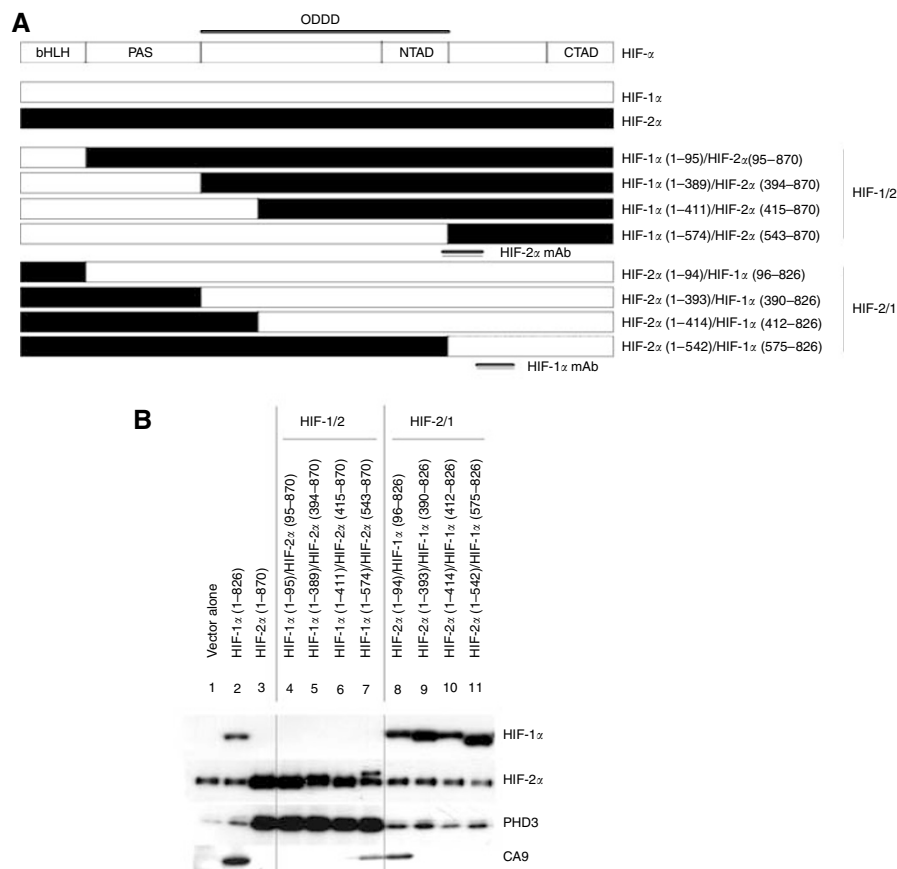 A
ODDD
bHLH PAS NTAD CTAD HIF-α
HIF-1α
HIF-2α
HIF-1α (1–95)/HIF-2α(95–870)
HIF-1α (1–389)/HIF-2α (394–870)
HIF-1/2
HIF-1α (1–411)/HIF-2α (415–870)
HIF-1α (1–574)/HIF-2α (543–870)
HIF-2α mAb
HIF-2α (1–94)/HIF-1α (96–826)
HIF-2α (1–393)/HIF-1α (390–826)
HIF-2/1
HIF-2α (1–414)/HIF-1α (412–826)
HIF-2α (1–542)/HIF-1α (575–826)
HIF-1α mAb
B
HIF-1/2 HIF-2/1
Vector alone
HIF-1α (1–826)
HIF-2α (1–870)
HIF-1α (1–95)/HIF-2α (95–870)
HIF-1α (1–389)/HIF-2α (394–870)
HIF-1α (1–411)/HIF-2α (415–870)
HIF-1α (1–574)/HIF-2α (543–870)
HIF-2α (1–94)/HIF-1α (96–826)
HIF-2α (1–393)/HIF-1α (390–826)
HIF-2α (1–414)/HIF-1α (412–826)
HIF-2α (1–542)/HIF-1α (575–826)
1 2 3 4 5 6 7 8 9 10 11
HIF-1α
HIF-2α
PHD3
CA9